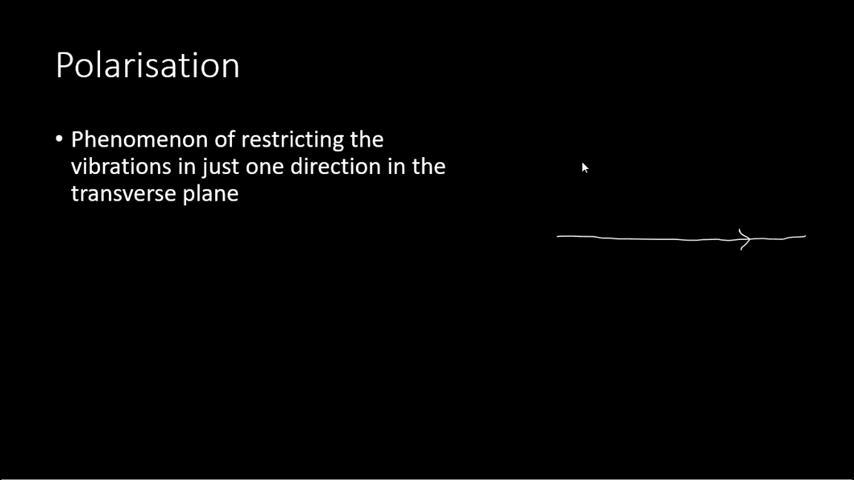 Polarisation
• Phenomenon of restricting the
vibrations in just one direction in the
transverse plane